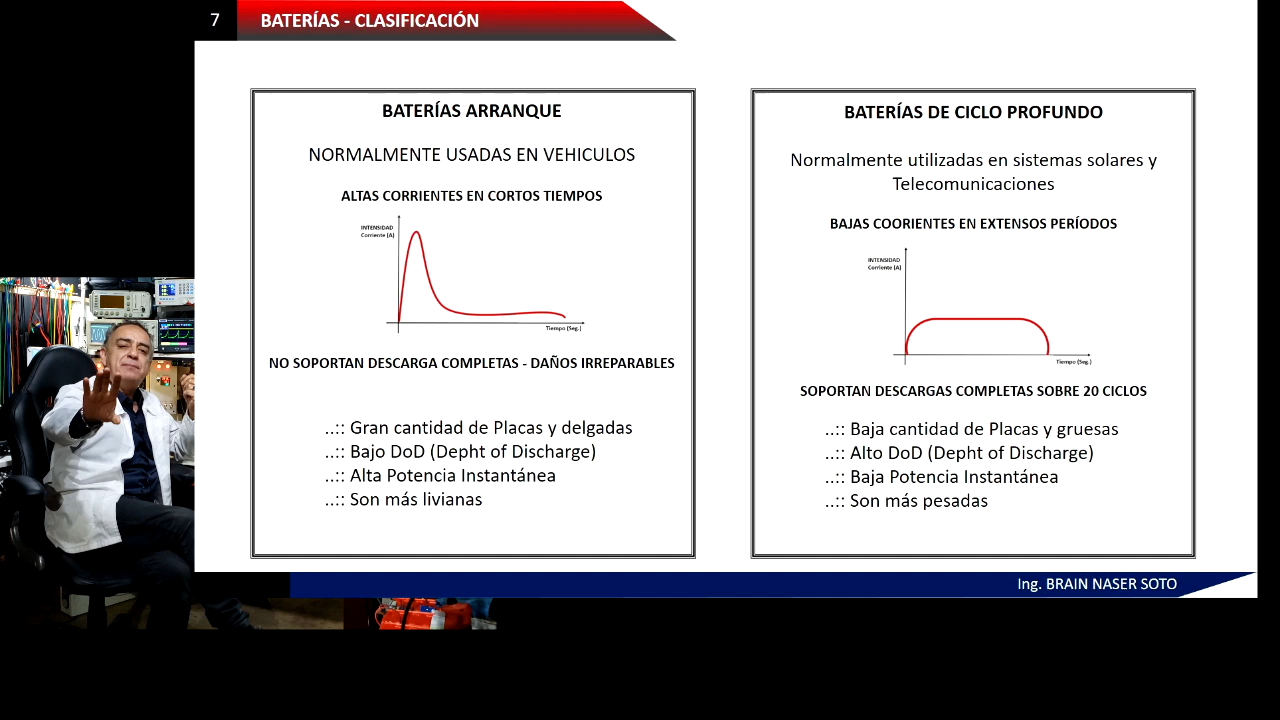 7
BATERÍAS - CLASIFICACIÓN
BATERÍAS ARRANQUE
NORMALMENTE USADAS EN VEHICULOS
ALTAS CORRIENTES EN CORTOS TIEMPOS
INTENSIDAD
Corriente (A)
Tiempo (Seg.)
NO SOPORTAN DESCARGA COMPLETAS - DAÑOS IRREPARABLES
..:: Gran cantidad de Placas y delgadas
..:: Bajo DoD (Depht of Discharge)
..:: Alta Potencia Instantánea
..:: Son más livianas
BATERÍAS DE CICLO PROFUNDO
Normalmente utilizadas en sistemas solares y
Telecomunicaciones
BAJAS COORIENTES EN EXTENSOS PERÍODOS
INTENSIDAD
Corriente (A)
Tiempo (Seg.)
SOPORTAN DESCARGAS COMPLETAS SOBRE 20 CICLOS
..:: Baja cantidad de Placas y gruesas
..:: Alto DoD (Depht of Discharge)
..:: Baja Potencia Instantánea
..:: Son más pesadas
Ing. BRAIN NASER SOTO